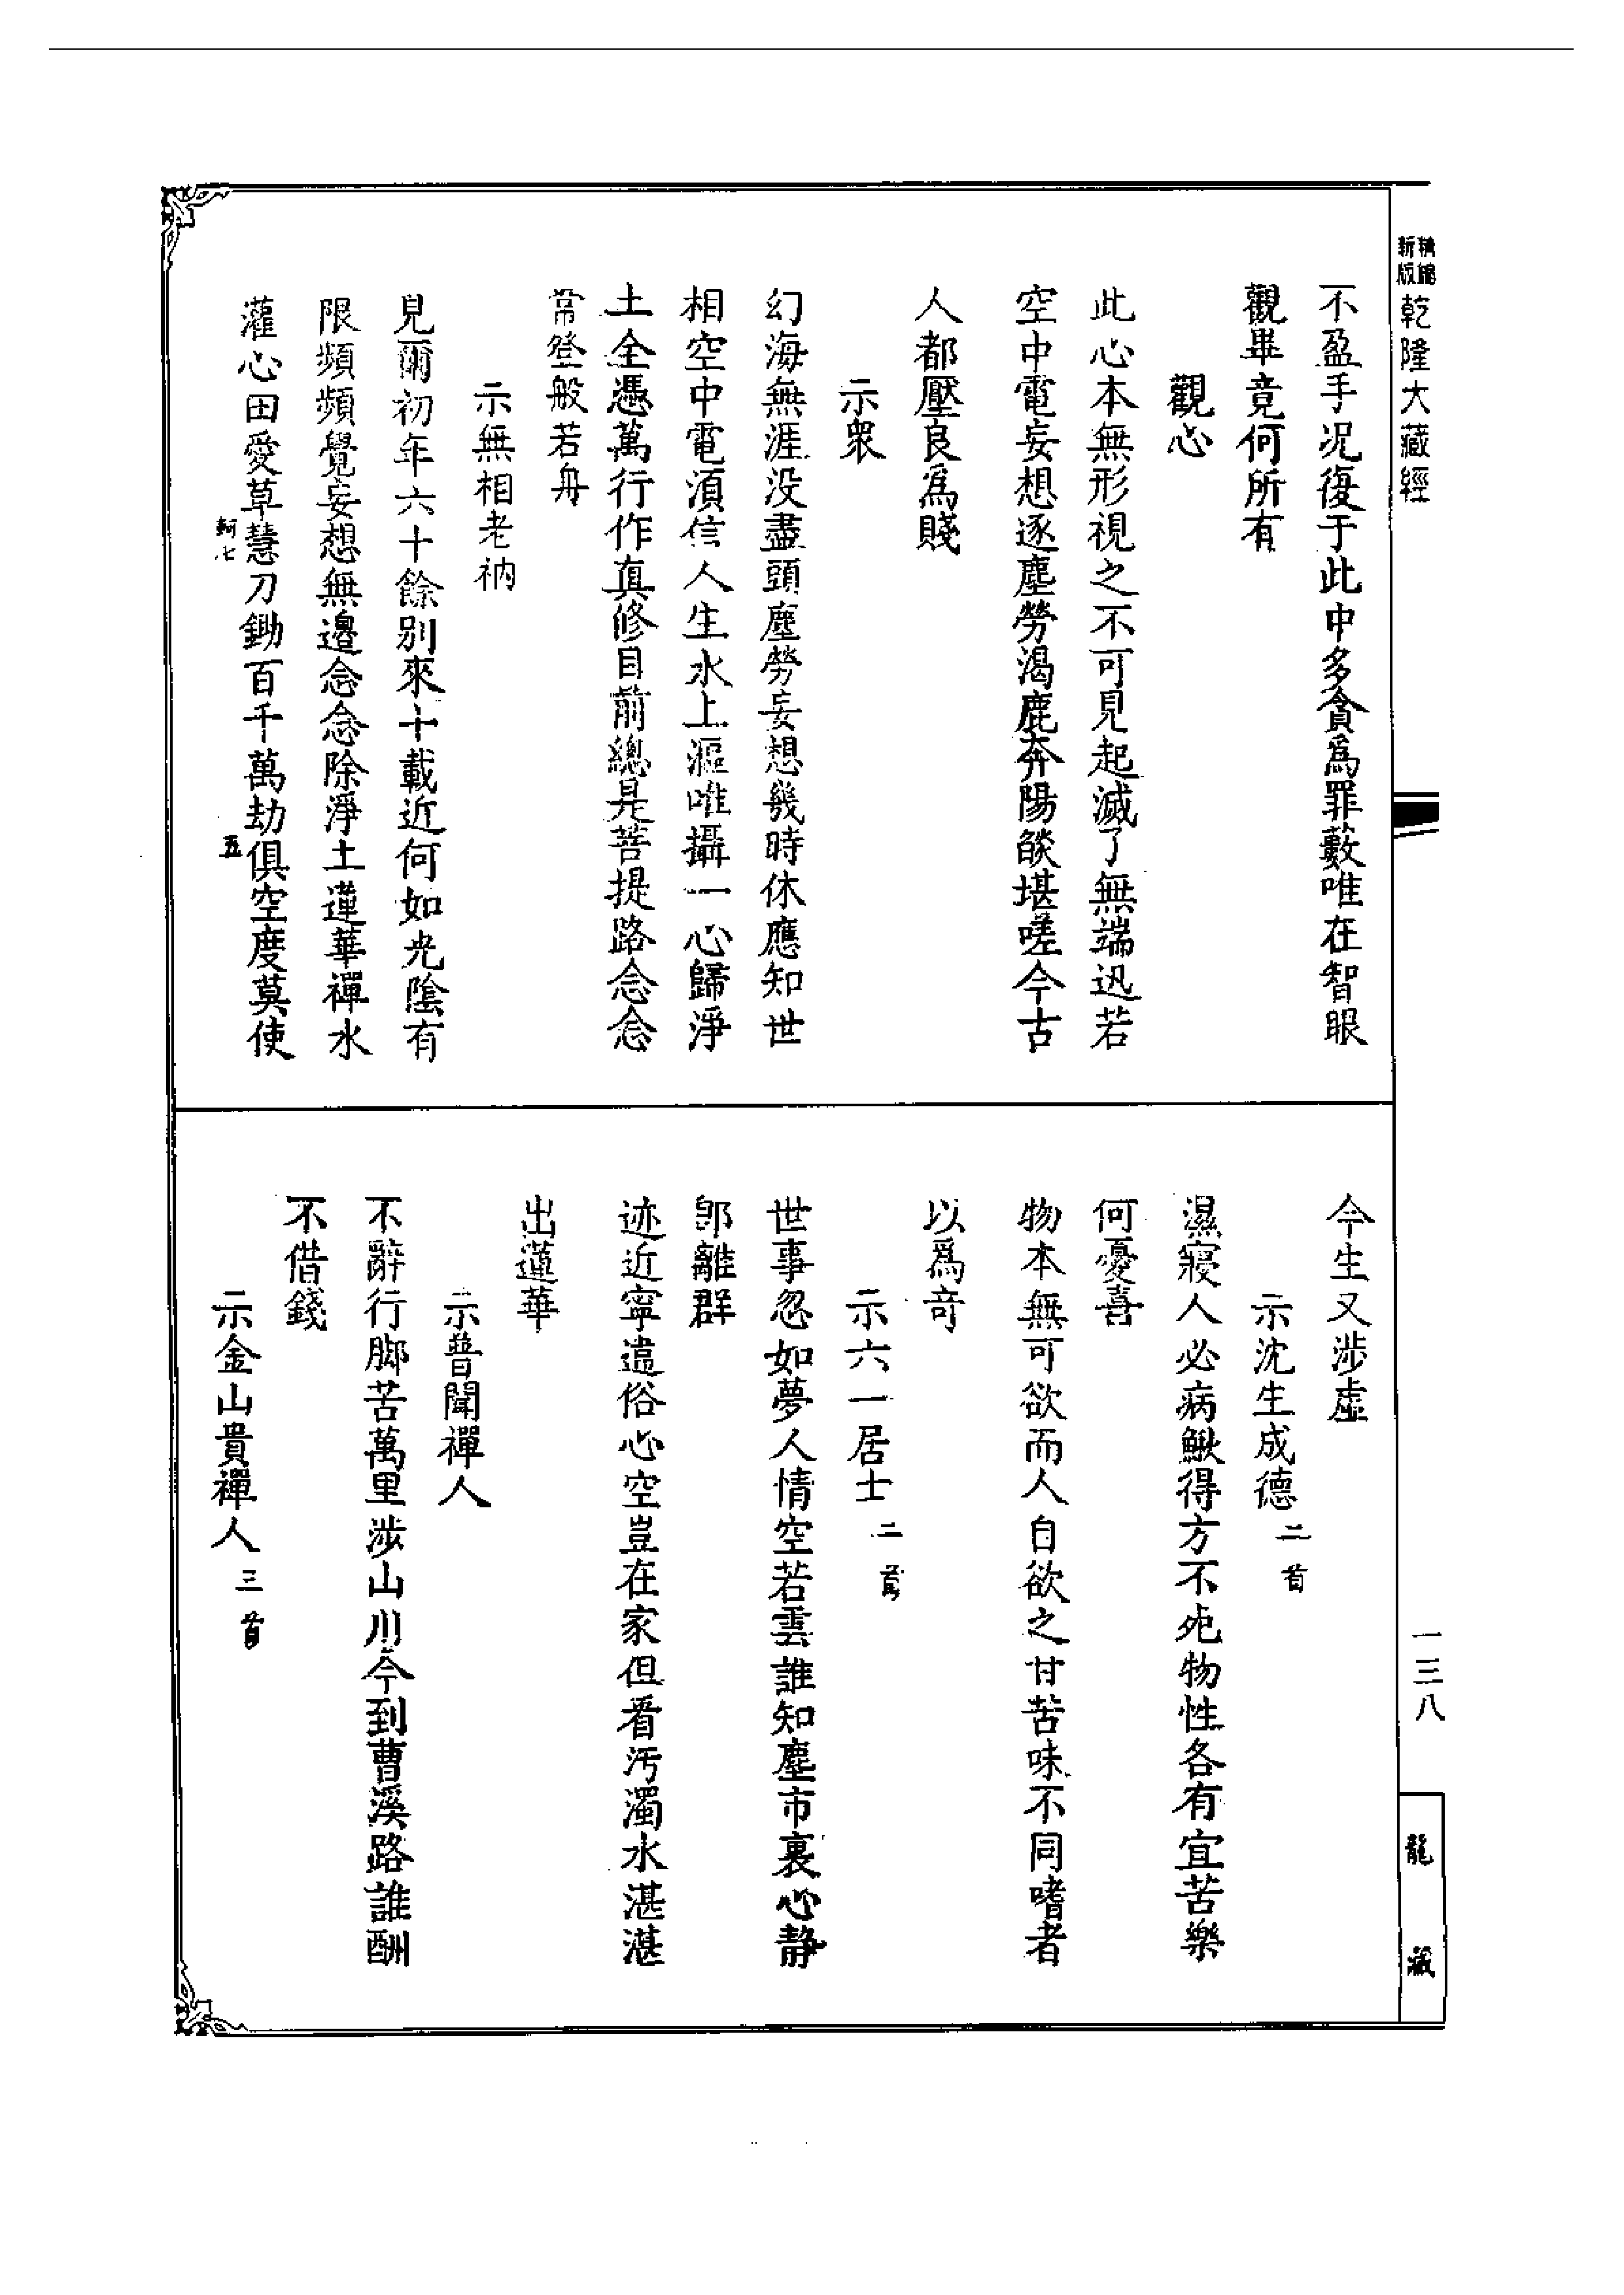 精縮新版
乾隆大藏經
不盈手况復于此中多貪為罪藪唯在智眼
觀畢竟何所有
觀心
此心本無形視之不可見起滅了無端迅若
空中電妄想逐塵勞渴鹿奔陽燄堪嗟今古
人都壓良為賤
示衆
幻海無涯没盡頭塵勞妄想幾時休應知世
相空中電須信人生水上漚唯攝一心歸淨
土全憑萬行作真修目前總是菩提路念念
常登般若舟
示無相老衲
見爾初年六十餘別來十載近何如光陰有
限頻頻覺妄想無邊念念除淨土蓮華禪水
灌心田愛草慧刀鋤百千萬劫俱空度莫使
軻七
五
今生又涉虛
示沈生成德二首
濕寢人必病鰍得方不死物性各有宜苦樂
何憂喜
物本無可欲而人自欲之甘苦味不同嗜者
以爲竒
示六一居士二首
世事忽如夢人情空若雲誰知塵市裏心静
卽離群
迹近寧違俗心空豈在家但看汚濁水湛湛
出蓮華
示普聞禪人
不辭行脚苦萬里涉山川今到曹溪路誰酬
不借錢
示金山貴禪人三首
一三八
龍藏